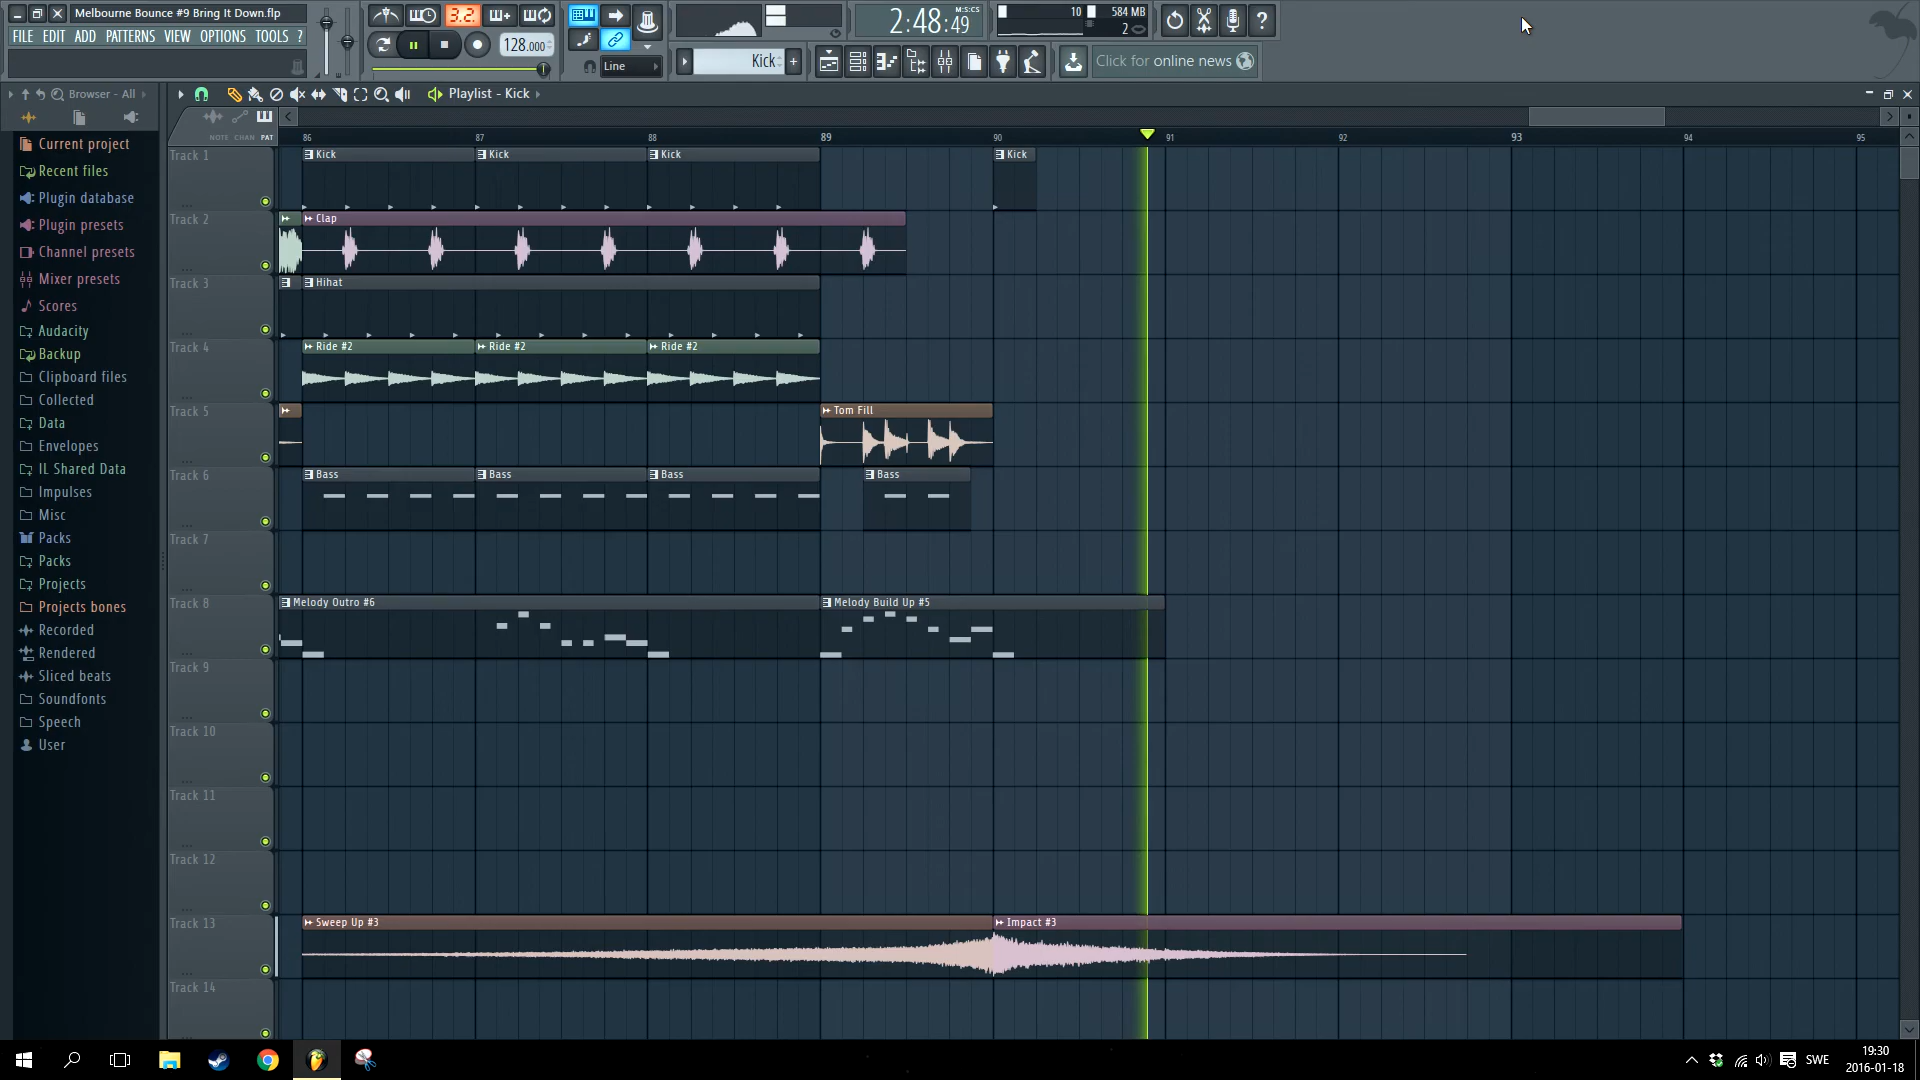 Melbourne Bounce #9 Bring It Down.flp
FILE EDIT ADD PATTERNS VIEW OPTIONS TOOLS ?
3.2.
128.000
Line
Kick
2:48:49
M:S:CS
10
584 MB
2
Click for online news
Browser - All
Playlist - Kick
NOTE CHAN PAT
86 87 88 89 90 91 92 93 94 95
Current project
Recent files
Plugin database
Plugin presets
Channel presets
Mixer presets
Scores
Audacity
Backup
Clipboard files
Collected
Data
Envelopes
IL Shared Data
Impulses
Misc
Packs
Packs
Projects
Projects bones
Recorded
Rendered
Sliced beats
Soundfonts
Speech
User
Track 1
Kick Kick Kick Kick
Track 2
Clap
Track 3
Hihat
Track 4
Ride #2 Ride #2 Ride #2
Track 5
Tom Fill
Track 6
Bass Bass Bass Bass
Track 7
Track 8
Melody Outro #6 Melody Build Up #5
Track 9
Track 10
Track 11
Track 12
Track 13
Sweep Up #3 Impact #3
Track 14
SWE
19:30
2016-01-18